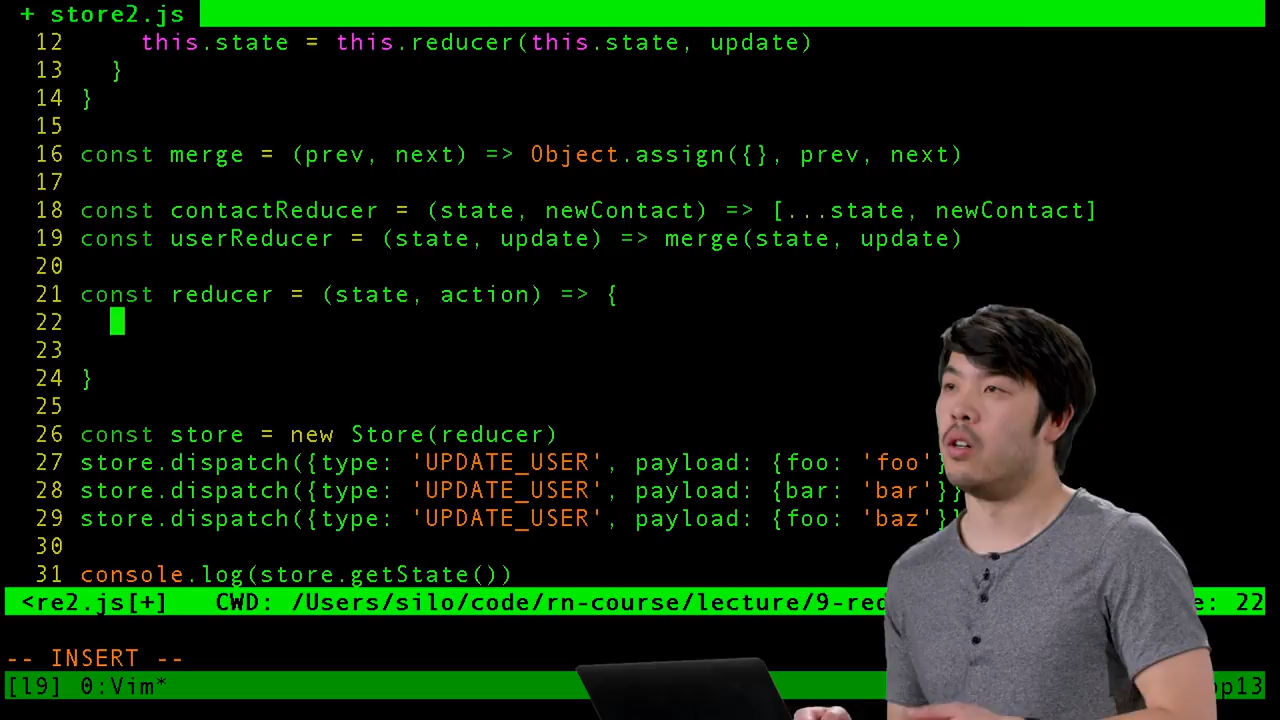 + store2.js
12 this.state = this.reducer(this.state, update)
13 }
14 }
15
16 const merge = (prev, next) => Object.assign({}, prev, next)
17
18 const contactReducer = (state, newContact) => [...state, newContact]
19 const userReducer = (state, update) => merge(state, update)
20
21 const reducer = (state, action) => {
22
23
24 }
25
26 const store = new Store(reducer)
27 store.dispatch({type: 'UPDATE_USER', payload: {foo: 'foo'}
28 store.dispatch({type: 'UPDATE_USER', payload: {bar: 'bar'}}
29 store.dispatch({type: 'UPDATE_USER', payload: {foo: 'baz'}
30
31 console.log(store.getState())
<re2.js[+] CWD: /Users/silo/code/rn-course/lecture/9-red e: 22
-- INSERT --
[l9] 0:Vim* op13